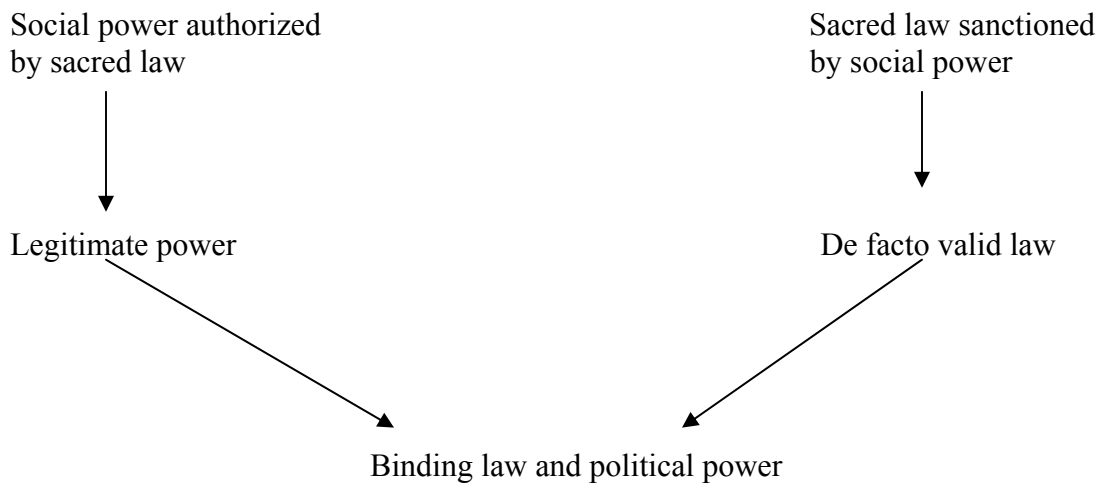 Social power authorized
by sacred law
Sacred law sanctioned
by social power
Legitimate power
De facto valid law
Binding law and political power